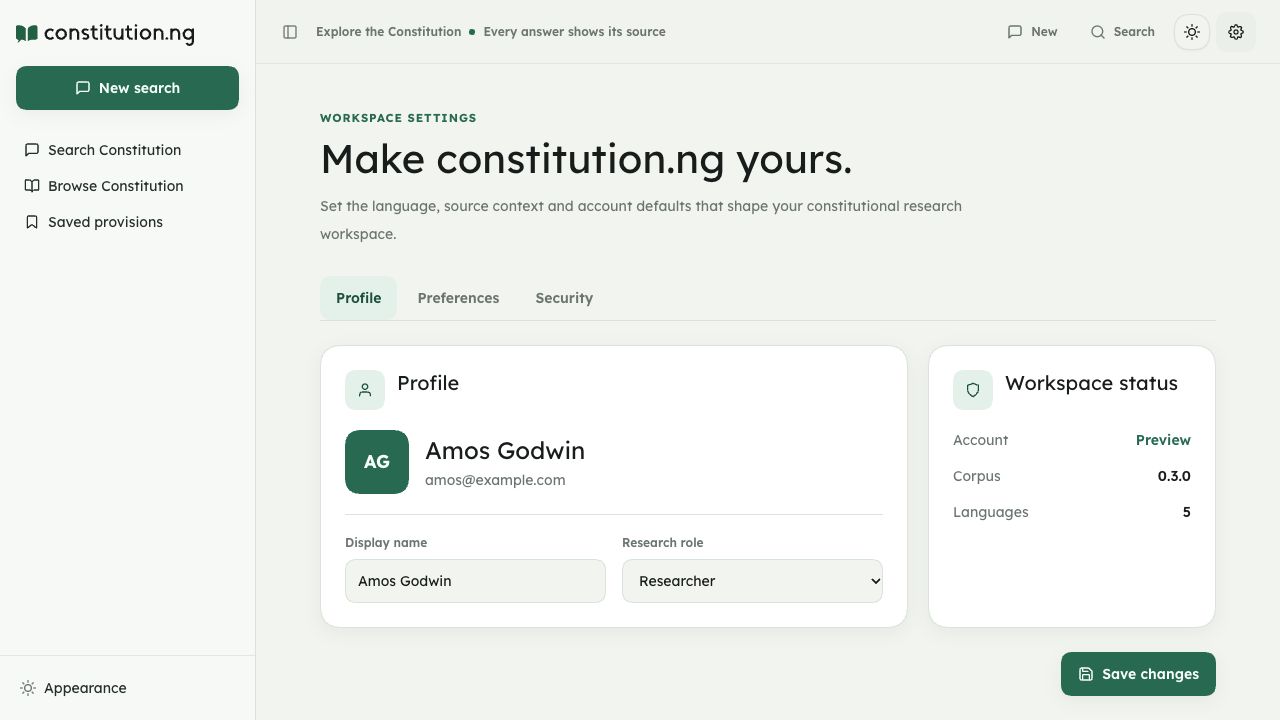 constitution.ng
New search
Search Constitution
Browse Constitution
Saved provisions
Appearance
Explore the Constitution • Every answer shows its source
New
Search
WORKSPACE SETTINGS
Make constitution.ng yours.
Set the language, source context and account defaults that shape your constitutional research
workspace.
Profile
Preferences
Security
Profile
AG
Amos Godwin
amos@example.com
Display name
Amos Godwin
Research role
Researcher
Workspace status
Account Preview
Corpus 0.3.0
Languages 5
Save changes